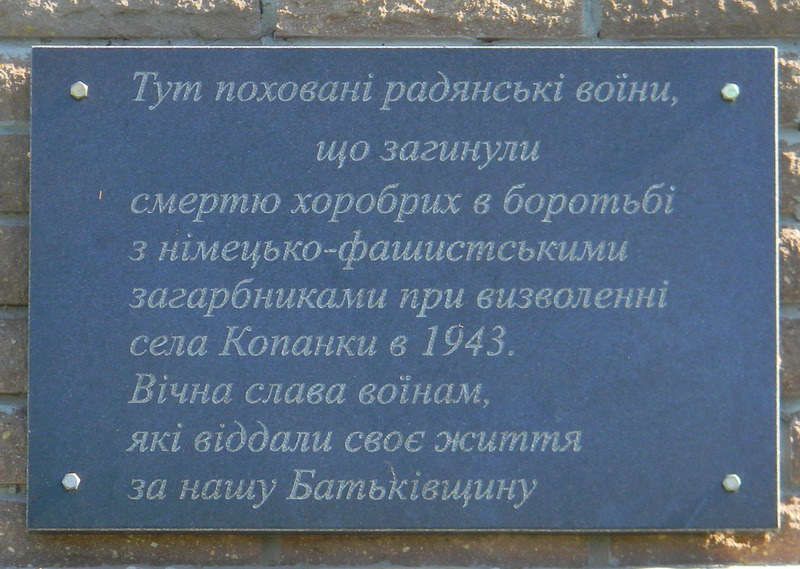 Тут поховані радянські воїни,
що загинули
смертю хоробрих в боротьбі
з німецько-фашистськими
загарбниками при визволенні
села Копанки в 1943.
Вічна слава воїнам,
які віддали своє життя
за нашу Батьківщину